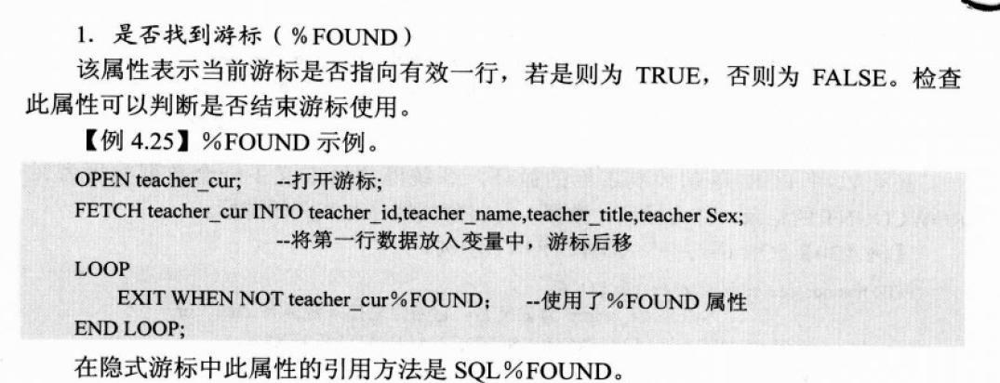 1. 是否找到游标（%FOUND）
该属性表示当前游标是否指向有效一行，若是则为 TRUE，否则为 FALSE。检查
此属性可以判断是否结束游标使用。
【例 4.25】%FOUND 示例。
OPEN teacher_cur; --打开游标;
FETCH teacher_cur INTO teacher_id,teacher_name,teacher_title,teacher Sex;
--将第一行数据放入变量中，游标后移
LOOP
EXIT WHEN NOT teacher_cur%FOUND； --使用了%FOUND 属性
END LOOP;
在隐式游标中此属性的引用方法是 SQL%FOUND。